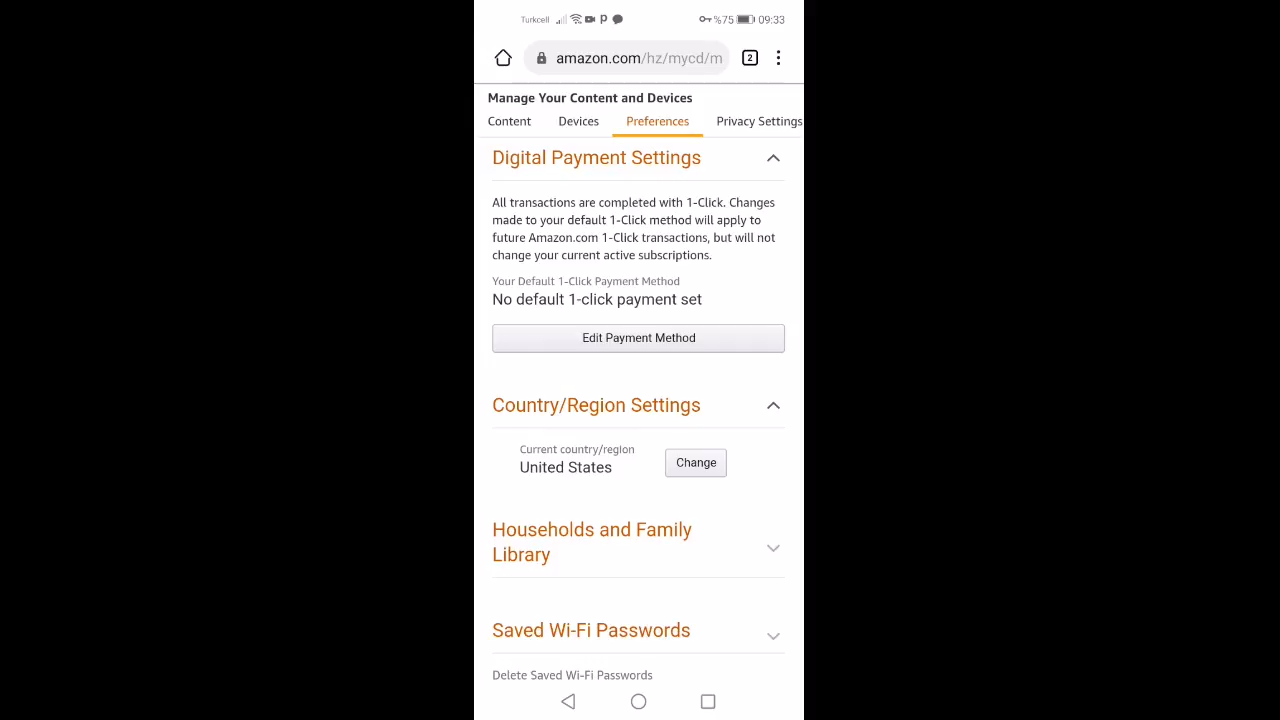 Turkcell %75 09:33
amazon.com/hz/mycd/m 2
Manage Your Content and Devices
Content Devices Preferences Privacy Settings
Digital Payment Settings
All transactions are completed with 1-Click. Changes
made to your default 1-Click method will apply to
future Amazon.com 1-Click transactions, but will not
change your current active subscriptions.
Your Default 1-Click Payment Method
No default 1-click payment set
Edit Payment Method
Country/Region Settings
Current country/region
United States
Change
Households and Family
Library
Saved Wi-Fi Passwords
Delete Saved Wi-Fi Passwords